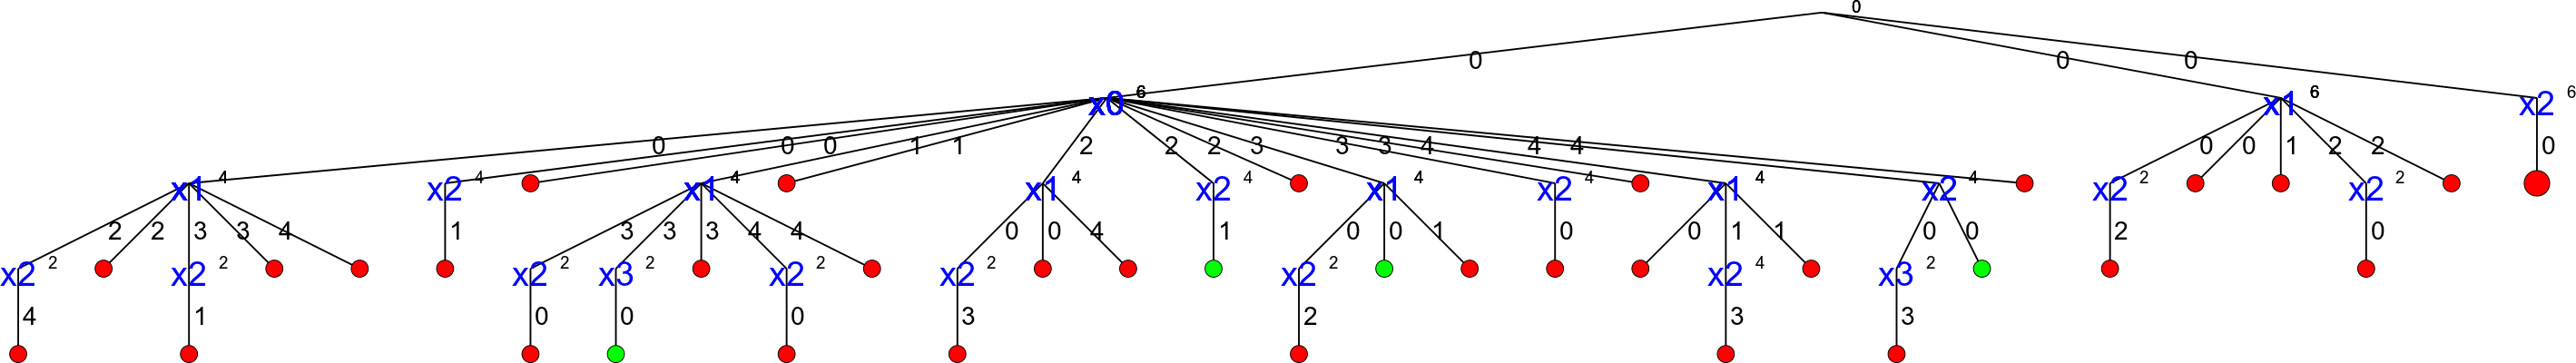 0
0 0 0
x0 6 x1 6 x2 6
0 0 0 1 1 2 2 2 3 3 3 4 4 4 0 0 1 2 2 0
x1 4 x2 4 x1 4 x1 4 x2 4 x1 4 x2 4 x1 4 x2 4 x2 2 x2 2
2 2 3 3 4 1 3 3 3 4 4 0 0 4 1 0 0 1 0 0 1 1 0 0 2 0
x2 2 x2 2 x2 2 x3 2 x2 2 x2 2 x2 2 x2 4 x3 2
4 1 0 0 0 3 2 3 3